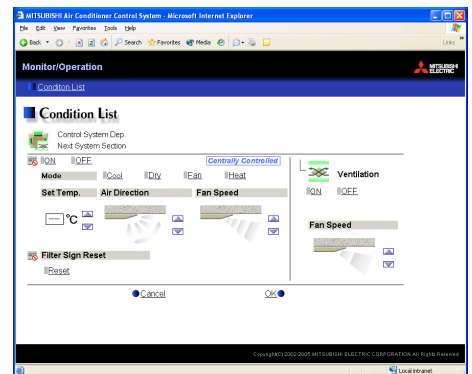 MITSUBISHI Air Conditioner Control System - Microsoft Internet Explorer
File Edit View Favorites Tools Help
Back Search Favorites Media Links
Monitor/Operation
MITSUBISHI ELECTRIC
Conditon List
Condition List
Control System Dep.
Next System Section
ON OFF Centrally Controlled
Mode Cool Dry Fan Heat
Ventilation
Set Temp. Air Direction Fan Speed
ON OFF
-- °C
Fan Speed
Filter Sign Reset
Reset
Cancel OK
Copyright(C) 2002-2005 MITSUBISHI ELECTRIC CORPORATION All Rights Reserved
Local intranet